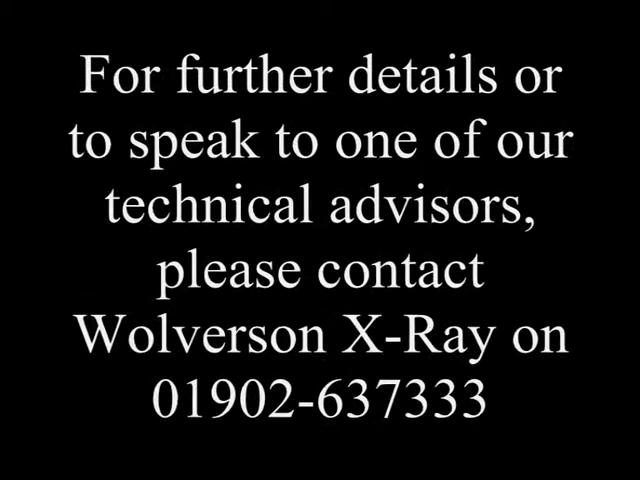 For further details or
to speak to one of our
technical advisors,
please contact
Wolverson X-Ray on
01902-637333